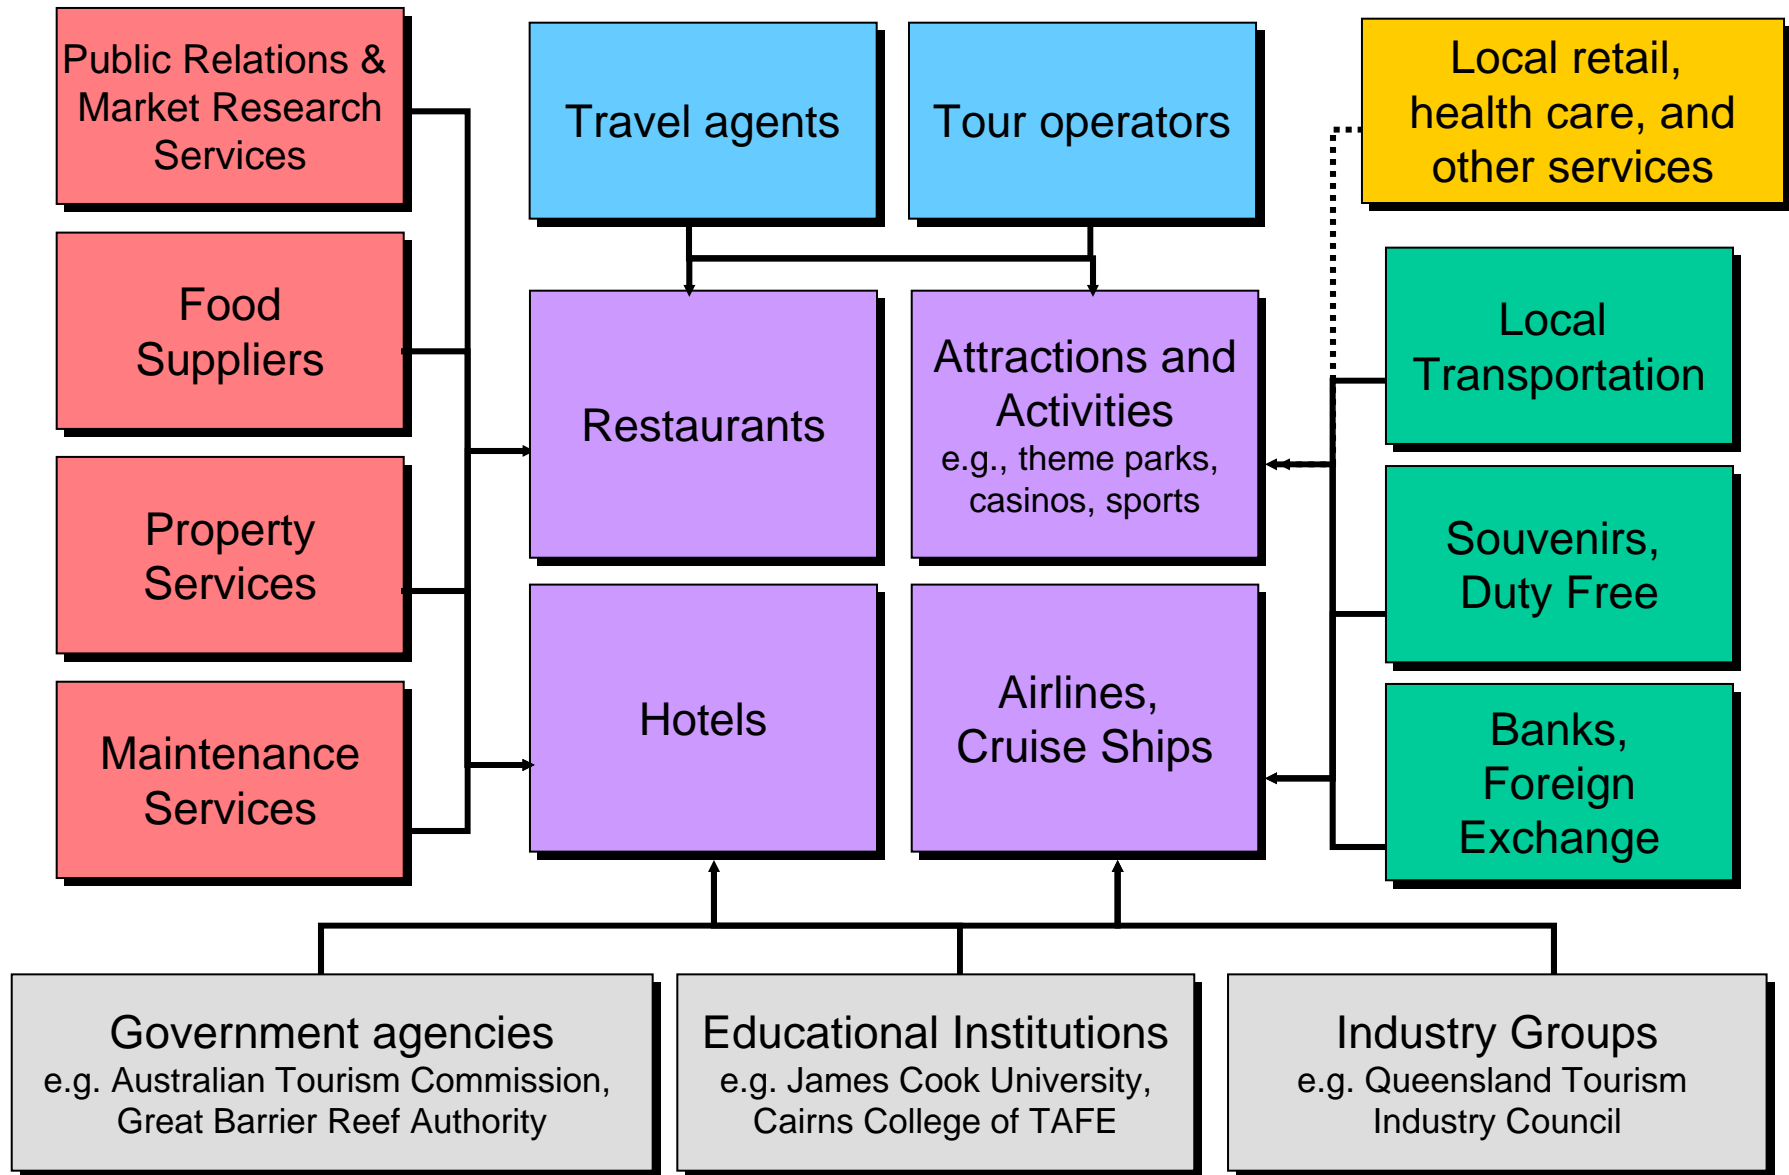 Public Relations &
Market Research
Services
Travel agents
Tour operators
Local retail,
health care, and
other services
Food
Suppliers
Restaurants
Attractions and
Activities
e.g., theme parks,
casinos, sports
Local
Transportation
Property
Services
Souvenirs,
Duty Free
Maintenance
Services
Hotels
Airlines,
Cruise Ships
Banks,
Foreign
Exchange
Government agencies
e.g. Australian Tourism Commission,
Great Barrier Reef Authority
Educational Institutions
e.g. James Cook University,
Cairns College of TAFE
Industry Groups
e.g. Queensland Tourism
Industry Council